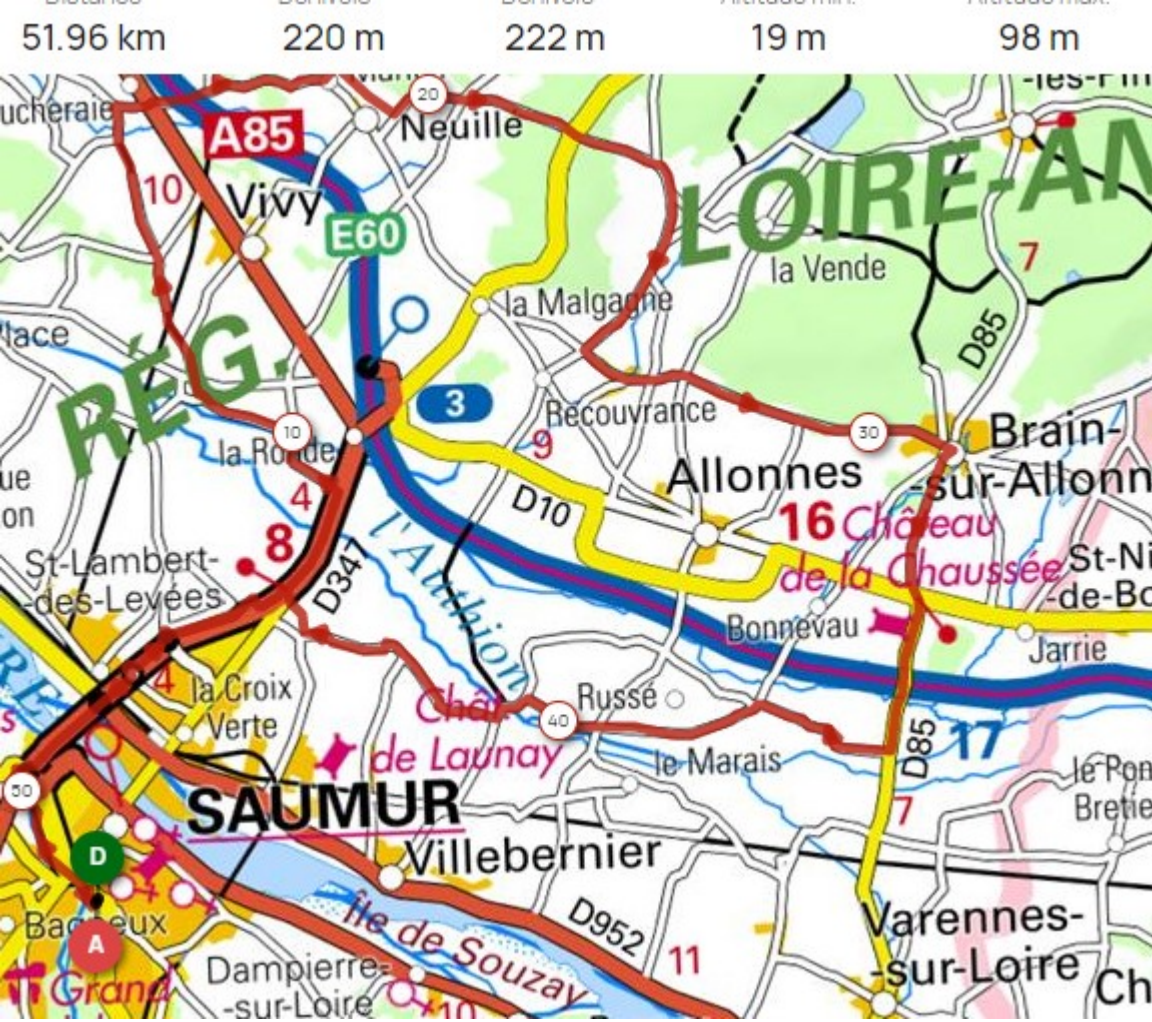 51.96 km
220 m
222 m
19 m
98 m
20
A85
Neuille
LOIRE-AN
10
Vivy
E60
la Vende
7
la Malgagne
D85
RÉG.
3
Recouvrance
10
30
la Ronde
9
Brain-
-sur-Allonn
Allonnes
4
D10
16
Château
de la Chaussée
8
l'Authion
St-Lambert-
-des-Levées
D347
St-Ni
-de-Bo
Bonnevau
Jarrie
4
la Croix
Verte
Chât.
de Launay
40
Russé
le Marais
D85
17
50
SAUMUR
7
le Pon
Bretie
D
Villebernier
Île de Souzay
D952
Bagneux
A
Varennes-
-sur-Loire
11
Dampierre-
-sur-Loire
Grand
10
Ch